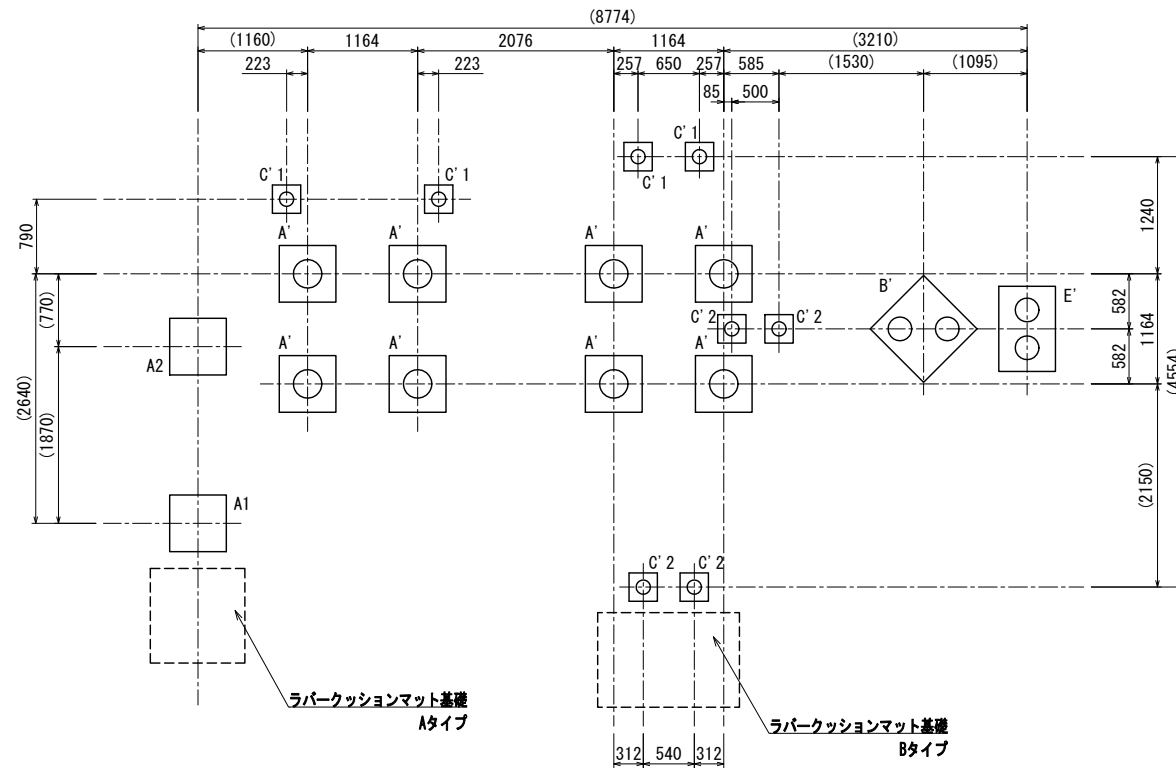 (8774)
(1160) 1164 2076 1164 (3210)
223 223 257 650 257 585 (1530) (1095)
85 500
C'1
C'1
C'1 C'1
790
1240
A' A' A' A'
B'
E'
(770)
582
1164
582
C'2 C'2
A' A' A' A'
A2
(2640)
(1870)
(4554)
(2150)
A1
C'2 C'2
ラバークッションマット基礎
Aタイプ
ラバークッションマット基礎
Bタイプ
312 540 312